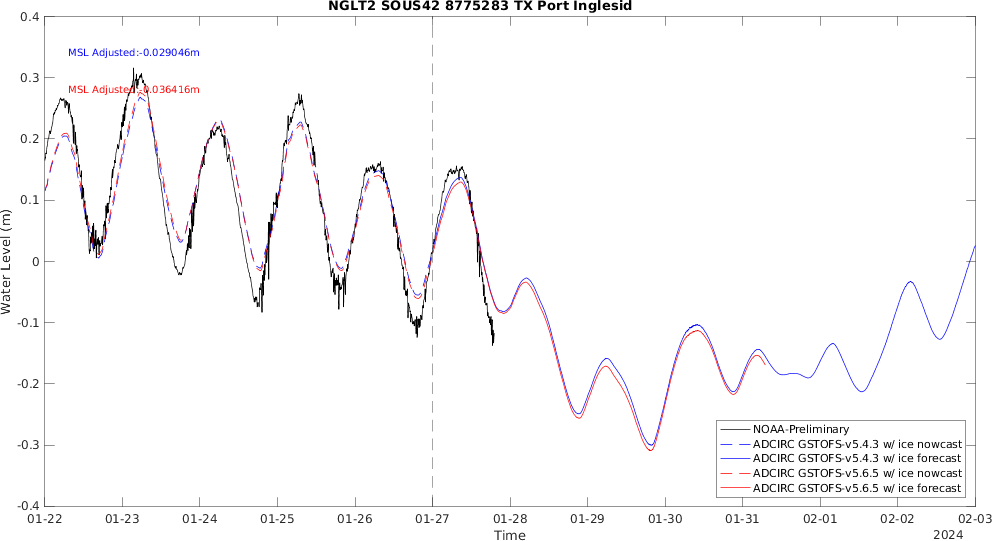 NGLT2 SOUS42 8775283 TX Port Inglesid
MSL Adjusted:-0.029046m
MSL Adjusted:-0.036416m
Water Level (m)
0.4
0.3
0.2
0.1
0
-0.1
-0.2
-0.3
-0.4
NOAA-Preliminary
ADCIRC GSTOFS-v5.4.3 w/ ice nowcast
ADCIRC GSTOFS-v5.4.3 w/ ice forecast
ADCIRC GSTOFS-v5.6.5 w/ ice nowcast
ADCIRC GSTOFS-v5.6.5 w/ ice forecast
01-22 01-23 01-24 01-25 01-26 01-27 01-28 01-29 01-30 01-31 02-01 02-02 02-03
Time
2024